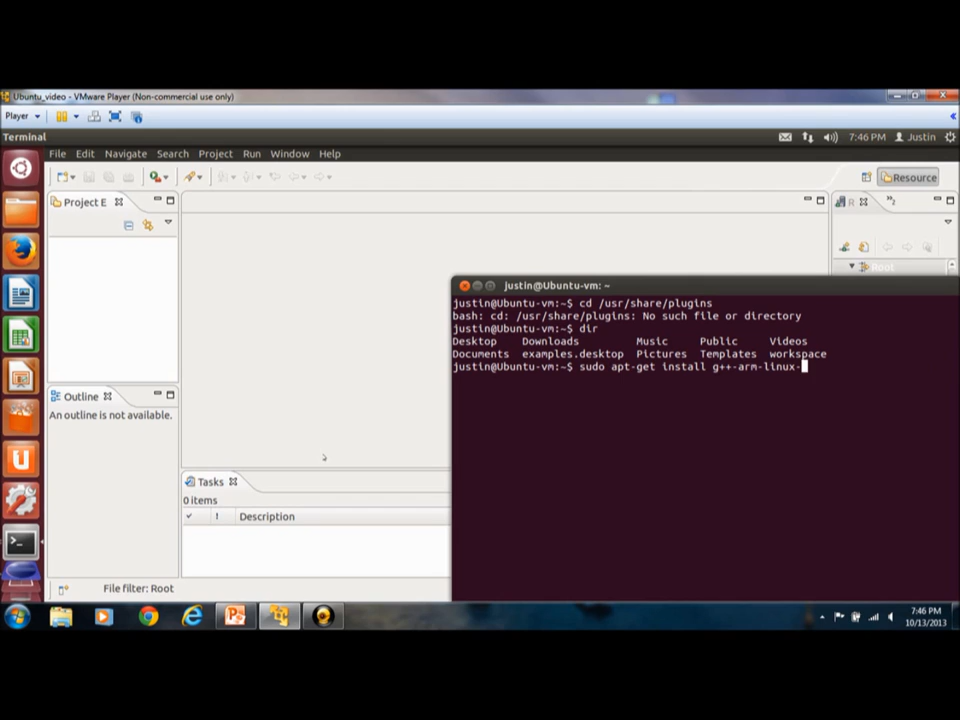 Ubuntu_video - VMware Player (Non-commercial use only)
Player
Terminal
7:46 PM Justin
File Edit Navigate Search Project Run Window Help
Resource
Project E
R
Root
justin@Ubuntu-vm: ~
justin@Ubuntu-vm:~$ cd /usr/share/plugins
bash: cd: /usr/share/plugins: No such file or directory
justin@Ubuntu-vm:~$ dir
Desktop Downloads Music Public Videos
Documents examples.desktop Pictures Templates workspace
justin@Ubuntu-vm:~$ sudo apt-get install g++-arm-linux-
Outline
An outline is not available.
Tasks
0 items
! Description
File filter: Root
7:46 PM
10/13/2013